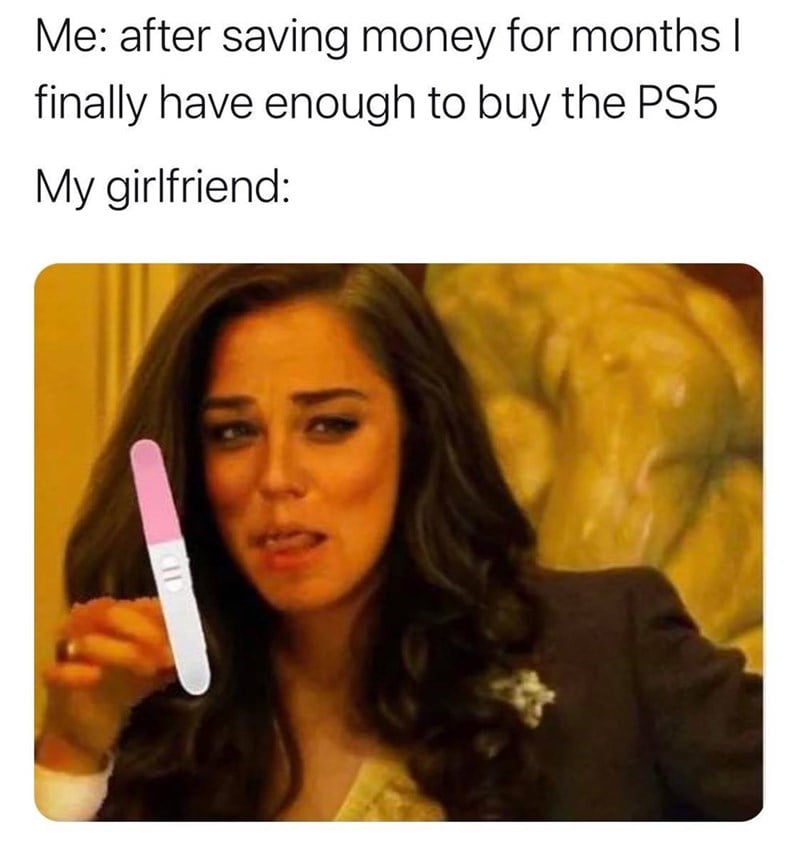 Me: after saving money for months I
finally have enough to buy the PS5
My girlfriend: